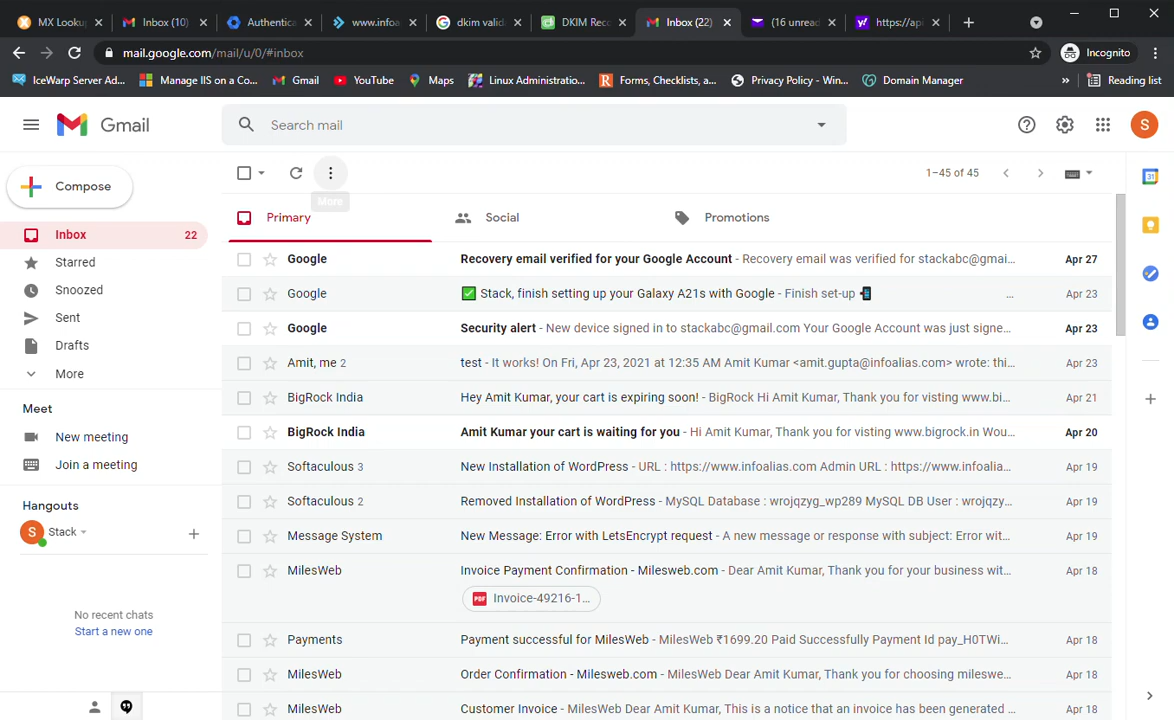 MX Looku
Inbox (10)
Authentica
www.infoa
dkim valid
DKIM Rec
Inbox (22)
(16 unread
https://ap
mail.google.com/mail/u/0/#inbox
Incognito
IceWarp Server Ad...
Manage IIS on a Co...
Gmail
YouTube
Maps
Linux Administratio...
Forms, Checklists, a...
Privacy Policy - Win...
Domain Manager
»
Reading list
Gmail
Search mail
S
Compose
1–45 of 45
More
Primary
Social
Promotions
Inbox 22
Starred
Snoozed
Sent
Drafts
More
Meet
New meeting
Join a meeting
Hangouts
S Stack
No recent chats
Start a new one
Google Recovery email verified for your Google Account - Recovery email was verified for stackabc@gmai... Apr 27
Google ✅ Stack, finish setting up your Galaxy A21s with Google - Finish set-up 📲 ... Apr 23
Google Security alert - New device signed in to stackabc@gmail.com Your Google Account was just signe... Apr 23
Amit, me 2 test - It works! On Fri, Apr 23, 2021 at 12:35 AM Amit Kumar <amit.gupta@infoalias.com> wrote: thi... Apr 23
BigRock India Hey Amit Kumar, your cart is expiring soon! - BigRock Hi Amit Kumar, Thank you for visting www.bi... Apr 21
BigRock India Amit Kumar your cart is waiting for you - Hi Amit Kumar, Thank you for visting www.bigrock.in Wou... Apr 20
Softaculous 3 New Installation of WordPress - URL : https://www.infoalias.com Admin URL : https://www.infoalia... Apr 19
Softaculous 2 Removed Installation of WordPress - MySQL Database : wrojqzyg_wp289 MySQL DB User : wrojqzy... Apr 19
Message System New Message: Error with LetsEncrypt request - A new message or response with subject: Error wit... Apr 19
MilesWeb Invoice Payment Confirmation - Milesweb.com - Dear Amit Kumar, Thank you for your business wit... Apr 18
PDF Invoice-49216-1...
Payments Payment successful for MilesWeb - MilesWeb ₹1699.20 Paid Successfully Payment Id pay_H0TWi... Apr 18
MilesWeb Order Confirmation - Milesweb.com - MilesWeb Dear Amit Kumar, Thank you for choosing mileswe... Apr 18
MilesWeb Customer Invoice - MilesWeb Dear Amit Kumar, This is a notice that an invoice has been generated ... Apr 18